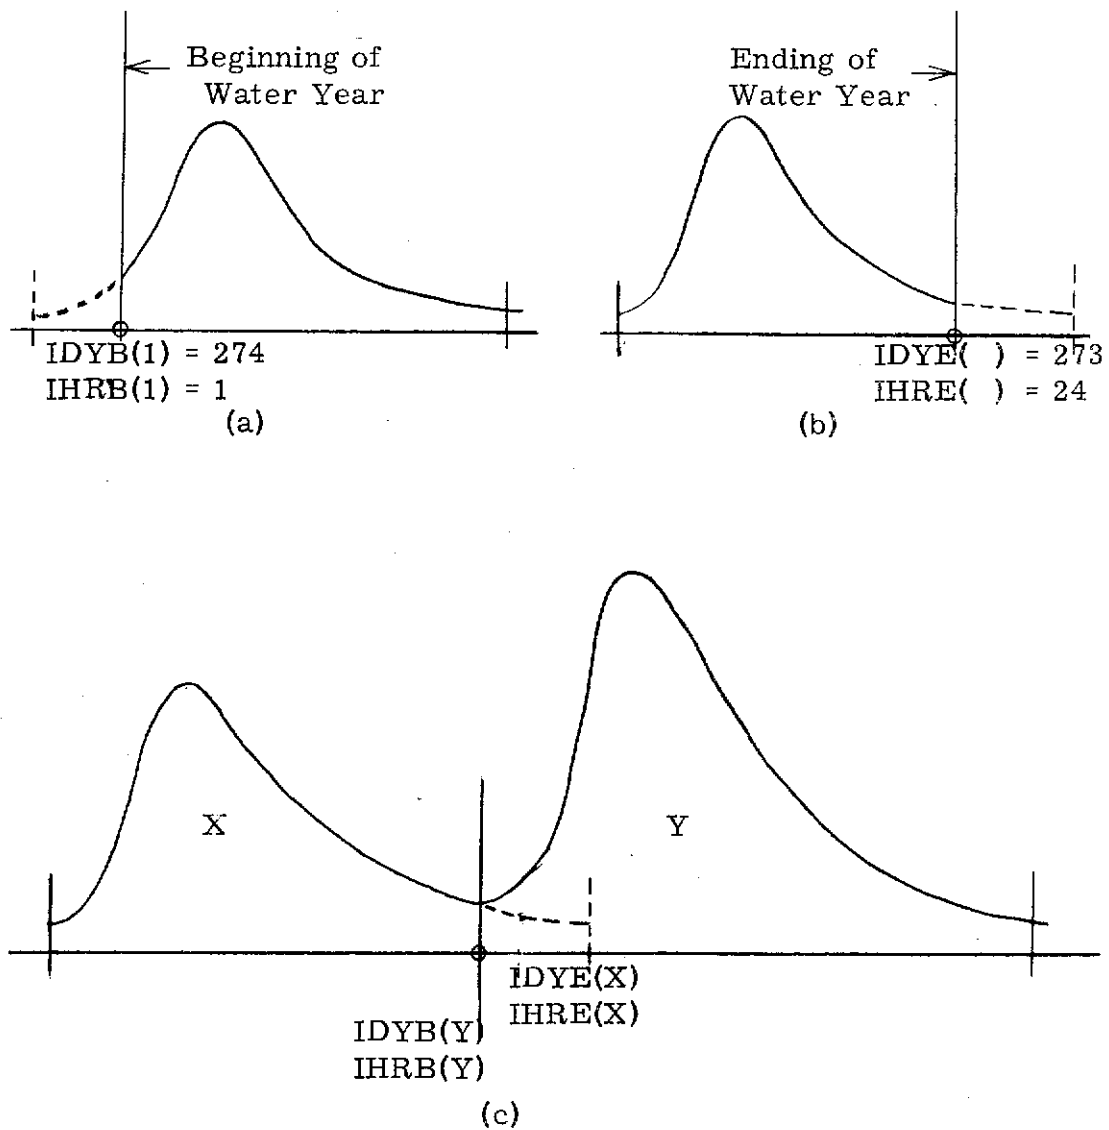 Beginning of
Water Year
Ending of
Water Year
IDYB(1) = 274
IHRB(1) = 1
(a)
IDYE( ) = 273
IHRE( ) = 24
(b)
X
Y
IDYE(X)
IHRE(X)
IDYB(Y)
IHRB(Y)
(c)